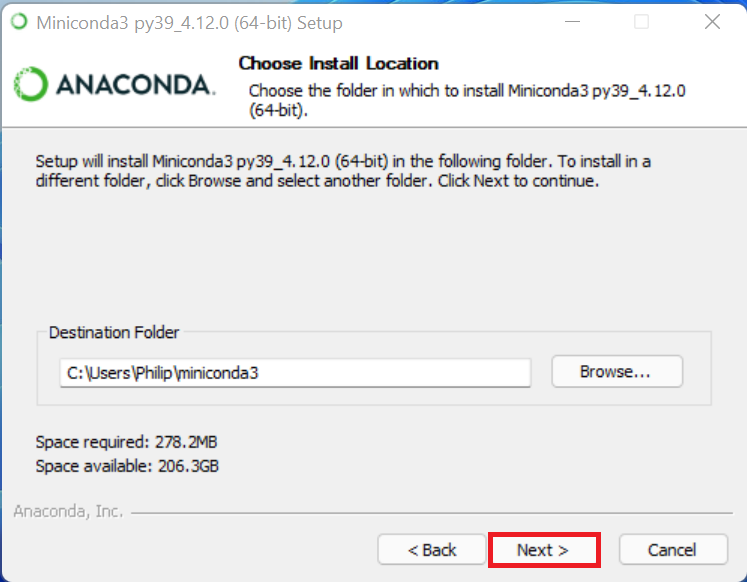 Miniconda3 py39_4.12.0 (64-bit) Setup
ANACONDA.
Choose Install Location
Choose the folder in which to install Miniconda3 py39_4.12.0
(64-bit).
Setup will install Miniconda3 py39_4.12.0 (64-bit) in the following folder. To install in a
different folder, click Browse and select another folder. Click Next to continue.
Destination Folder
C:\Users\Philip\miniconda3
Browse...
Space required: 278.2MB
Space available: 206.3GB
Anaconda, Inc.
< Back Next > Cancel